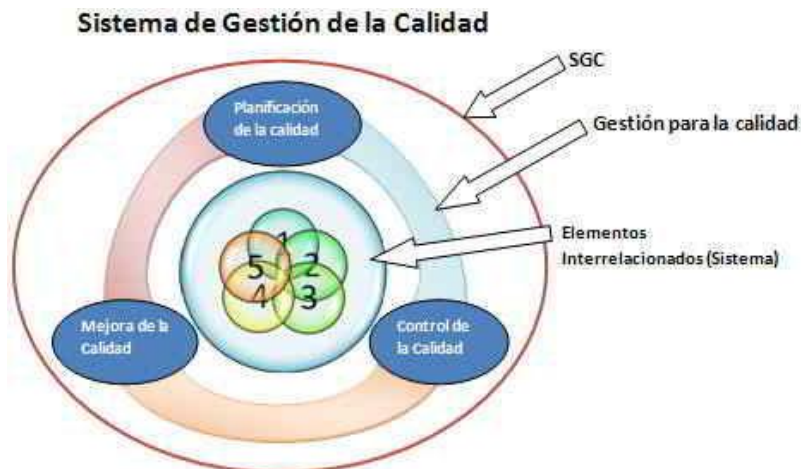 Sistema de Gestión de la Calidad
SGC
Planificación
de la calidad
Gestión para la calidad
1
5
2
4
3
Elementos
Interrelacionados (Sistema)
Mejora de la
Calidad
Control de
la Calidad